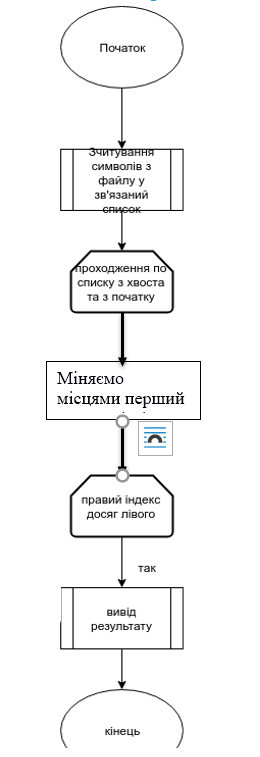 Початок
Зчитування
символів з
файлу у
зв'язаний
список
проходження по
списку з хвоста
та з початку
Міняємо
місцями перший
правий індекс
досяг лівого
так
вивід
результату
кінець